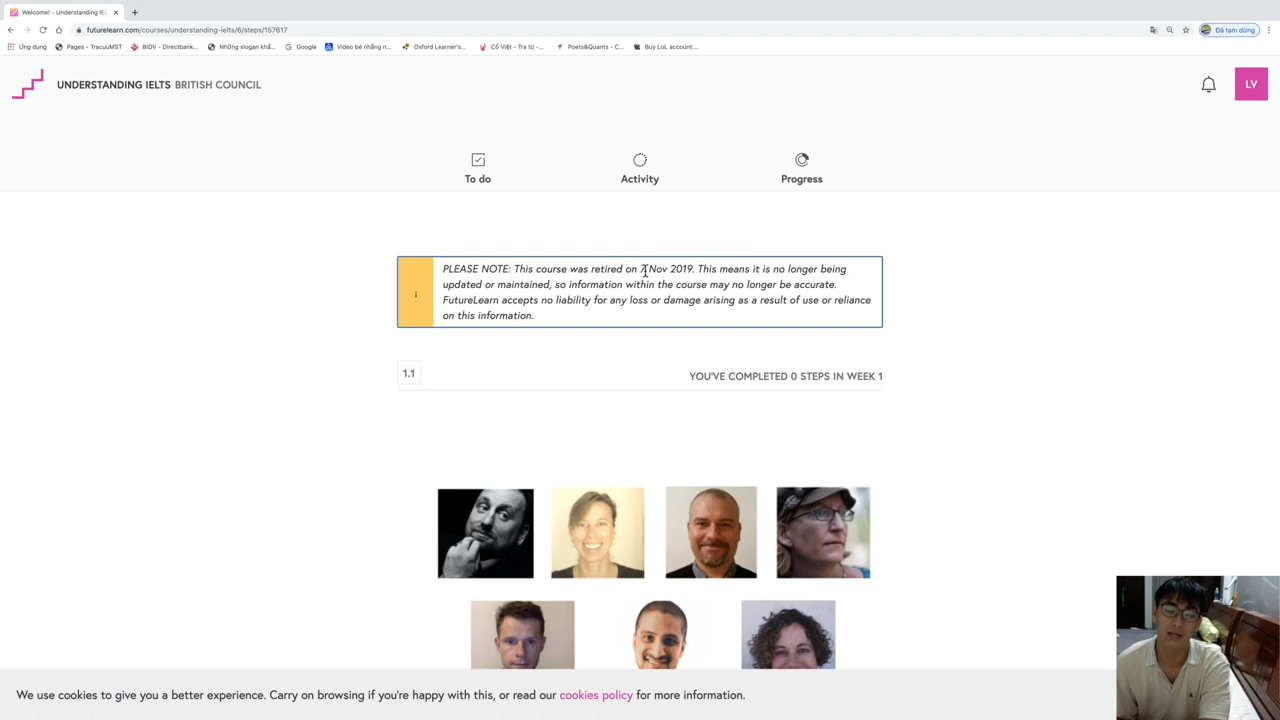 Welcome! - Understanding IEL
futurelearn.com/courses/understanding-ielts/6/steps/157617
Đã tạm dừng
Ứng dụng
Pages - TracuuMST
BIDV - Directbank...
Những slogan khẩ...
Google
Video bé nhảng n...
Oxford Learner's...
Cồ Việt - Tra từ -...
Poets&Quants - C...
Buy LoL account:...
UNDERSTANDING IELTS BRITISH COUNCIL
LV
To do
Activity
Progress
PLEASE NOTE: This course was retired on 7 Nov 2019. This means it is no longer being
updated or maintained, so information within the course may no longer be accurate.
FutureLearn accepts no liability for any loss or damage arising as a result of use or reliance
on this information.
i
1.1
YOU'VE COMPLETED 0 STEPS IN WEEK 1
We use cookies to give you a better experience. Carry on browsing if you're happy with this, or read our cookies policy for more information.